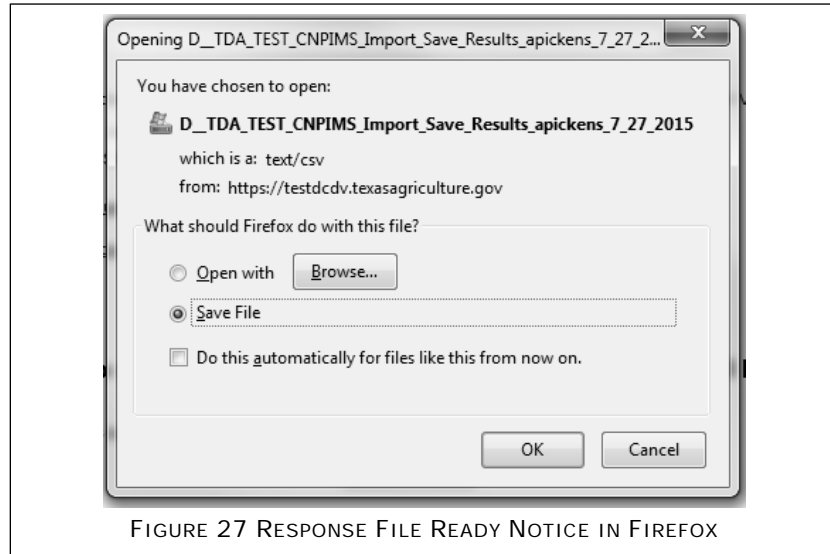 Opening D__TDA_TEST_CNPIMS_Import_Save_Results_apickens_7_27_2...
X
You have chosen to open:
D__TDA_TEST_CNPIMS_Import_Save_Results_apickens_7_27_2015
which is a: text/csv
from: https://testdcdv.texasagriculture.gov
What should Firefox do with this file?
Open with Browse...
Save File
Do this automatically for files like this from now on.
OK Cancel
FIGURE 27 RESPONSE FILE READY NOTICE IN FIREFOX